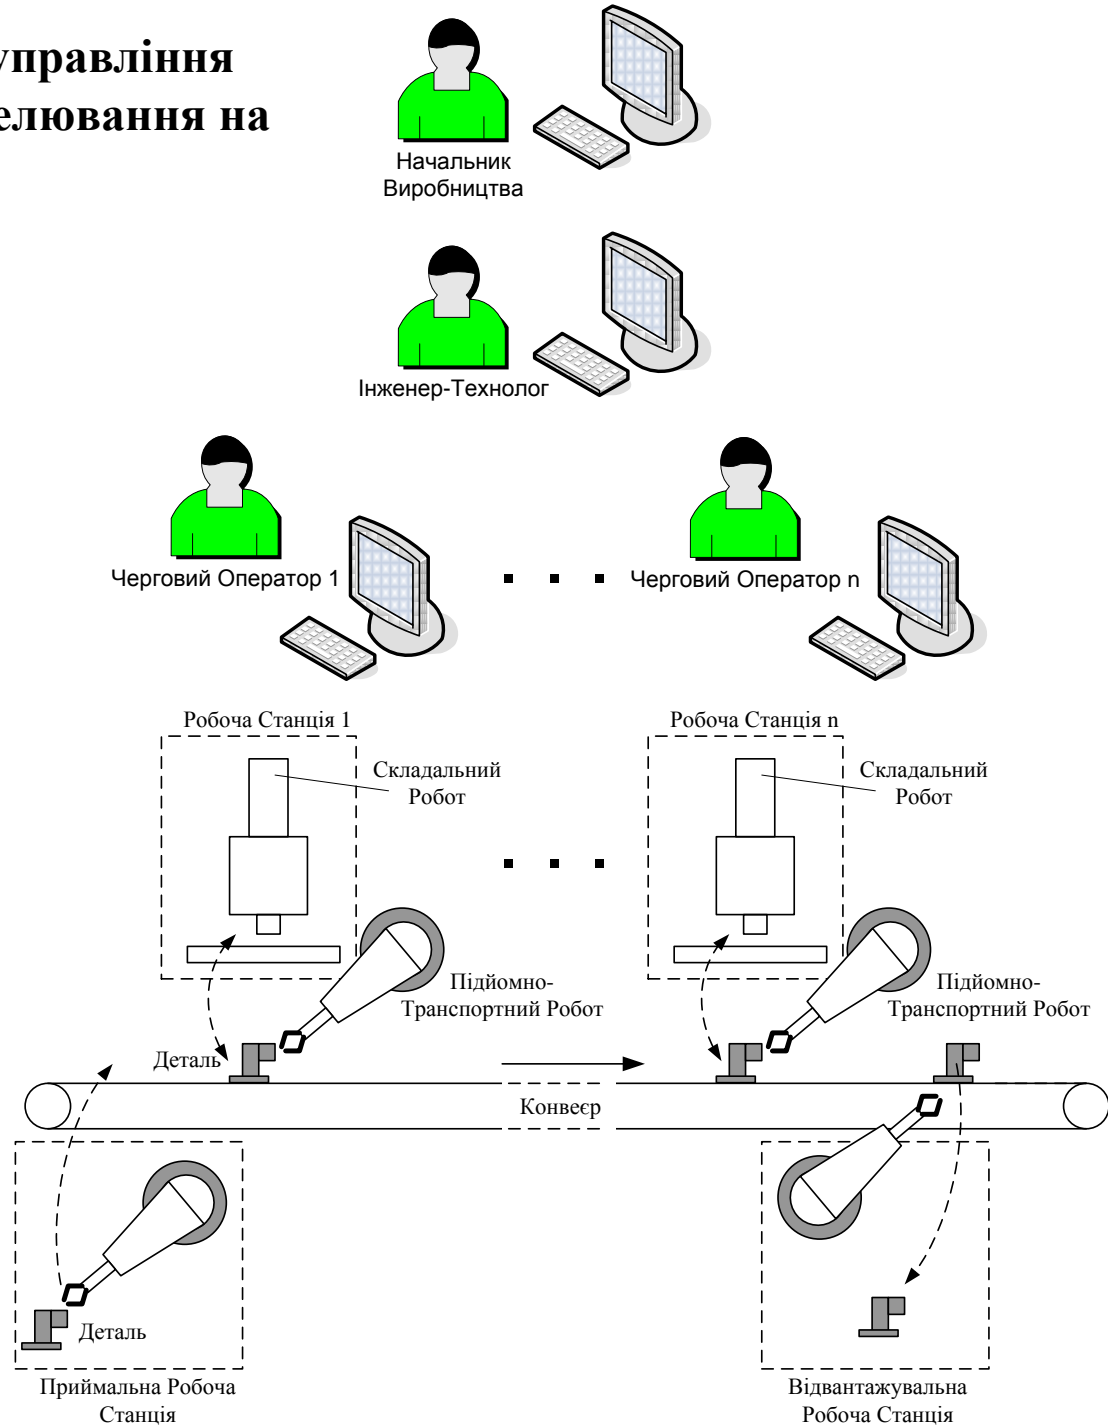 управління
елювання на
Начальник
Виробництва
Інженер-Технолог
Черговий Оператор 1
Черговий Оператор n
Робоча Станція 1
Робоча Станція n
Складальний
Робот
Складальний
Робот
Підйомно-
Транспортний Робот
Підйомно-
Транспортний Робот
Деталь
Конвеєр
Деталь
Приймальна Робоча
Станція
Відвантажувальна
Робоча Станція